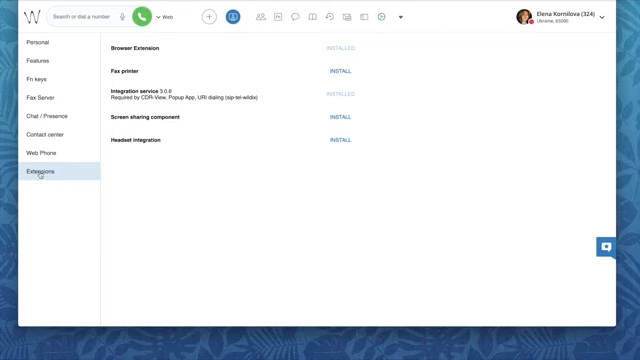 W
Search or dial a number
Web
Fn
Elena Kornilova (324)
Ukraine, 65000
Personal
Features
Fn keys
Fax Server
Chat / Presence
Contact center
Web Phone
Extensions
Browser Extension
INSTALLED
Fax printer
INSTALL
Integration service 3.0.6
INSTALLED
Required by CDR-View, Popup App, URI dialing (sip-tel-wildix)
Screen sharing component
INSTALL
Headset integration
INSTALL